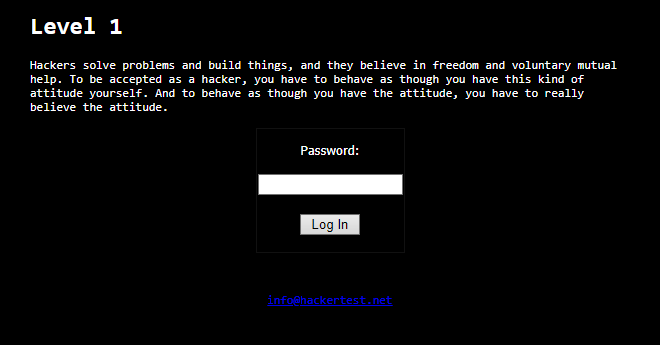 Level 1
Hackers solve problems and build things, and they believe in freedom and voluntary mutual
help. To be accepted as a hacker, you have to behave as though you have this kind of
attitude yourself. And to behave as though you have the attitude, you have to really
believe the attitude.
Password:
Log In
info@hackertest.net